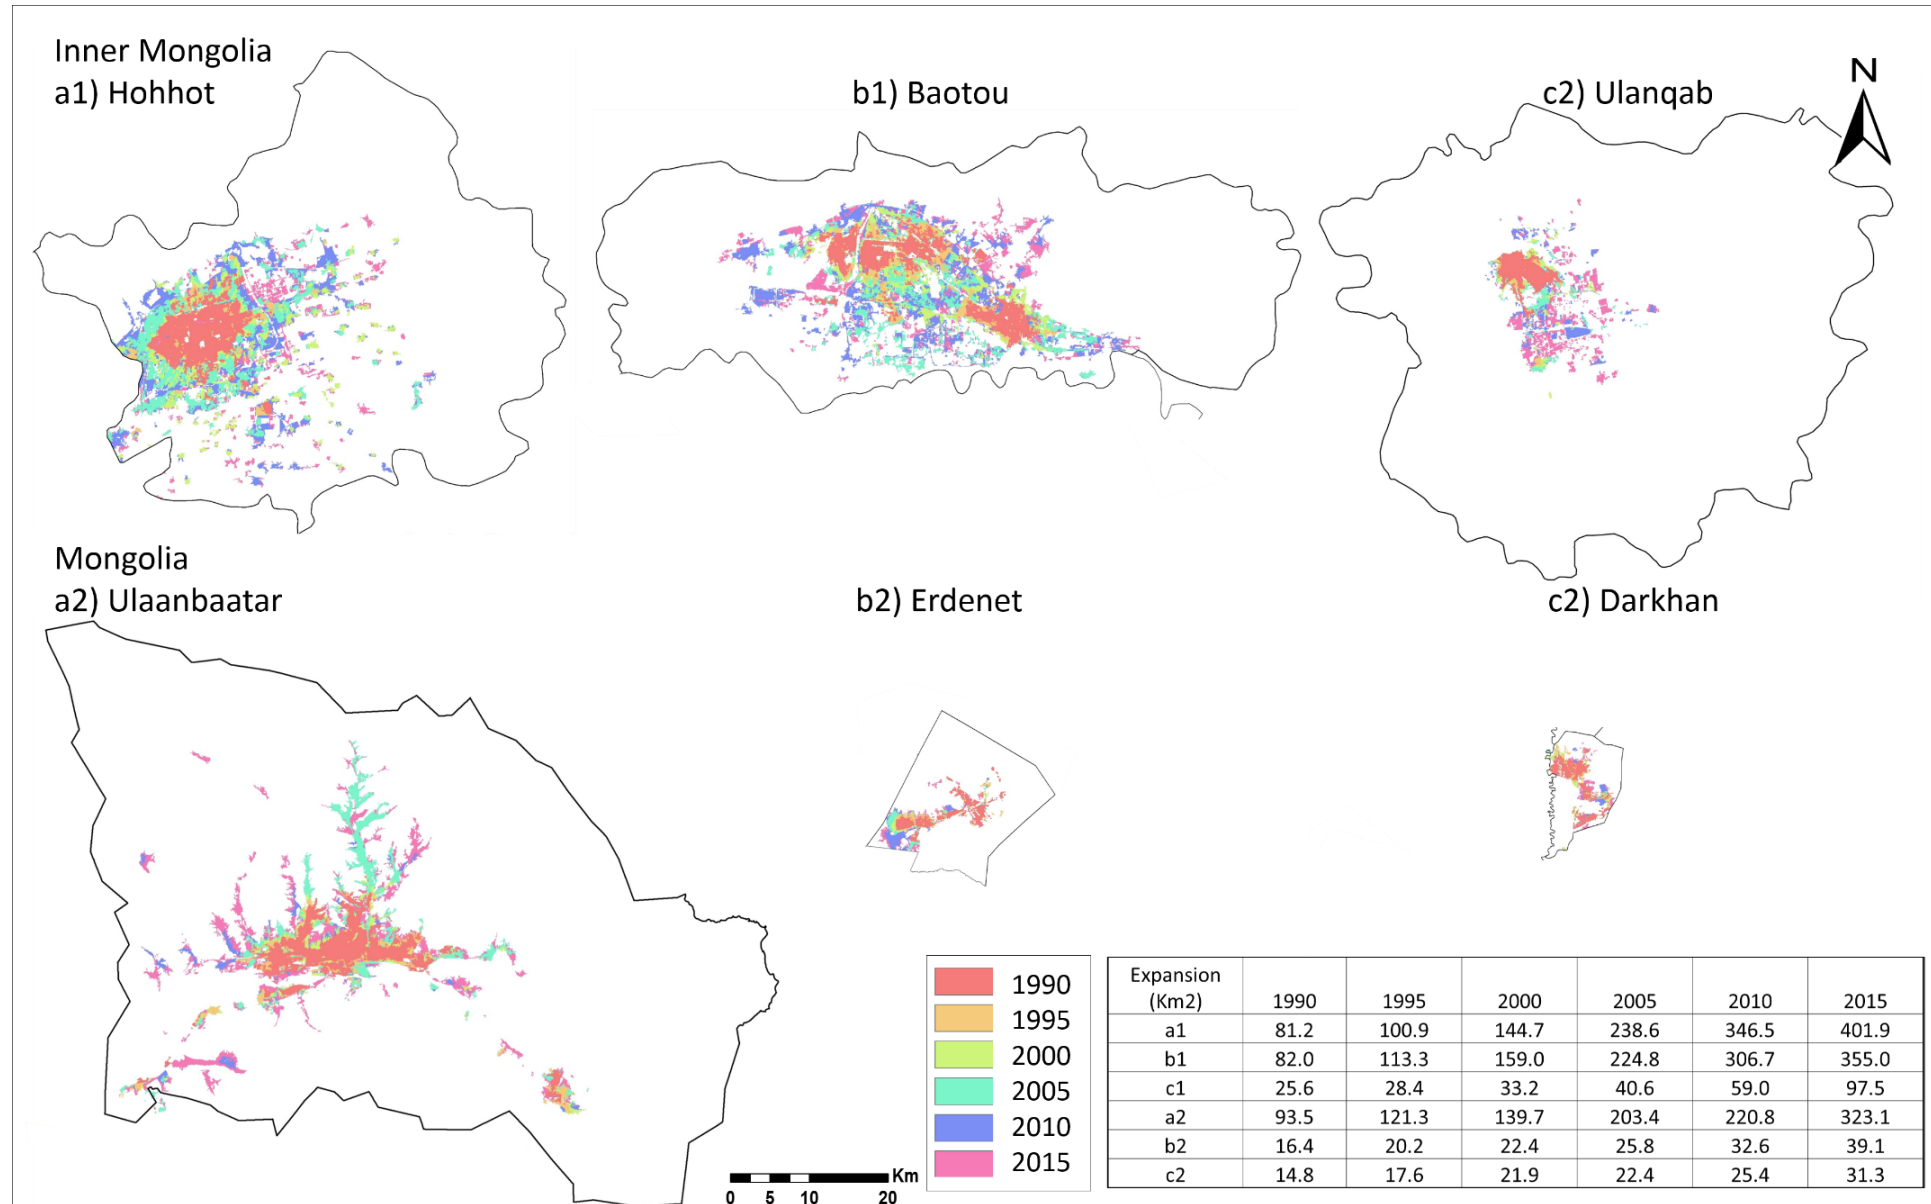 Inner Mongolia
a1) Hohhot
b1) Baotou
c2) Ulanqab
N
Mongolia
a2) Ulaanbaatar
b2) Erdenet
c2) Darkhan
1990
1995
2000
2005
2010
2015
Km
0 5 10 20
Expansion
(Km2) 1990 1995 2000 2005 2010 2015
a1 81.2 100.9 144.7 238.6 346.5 401.9
b1 82.0 113.3 159.0 224.8 306.7 355.0
c1 25.6 28.4 33.2 40.6 59.0 97.5
a2 93.5 121.3 139.7 203.4 220.8 323.1
b2 16.4 20.2 22.4 25.8 32.6 39.1
c2 14.8 17.6 21.9 22.4 25.4 31.3